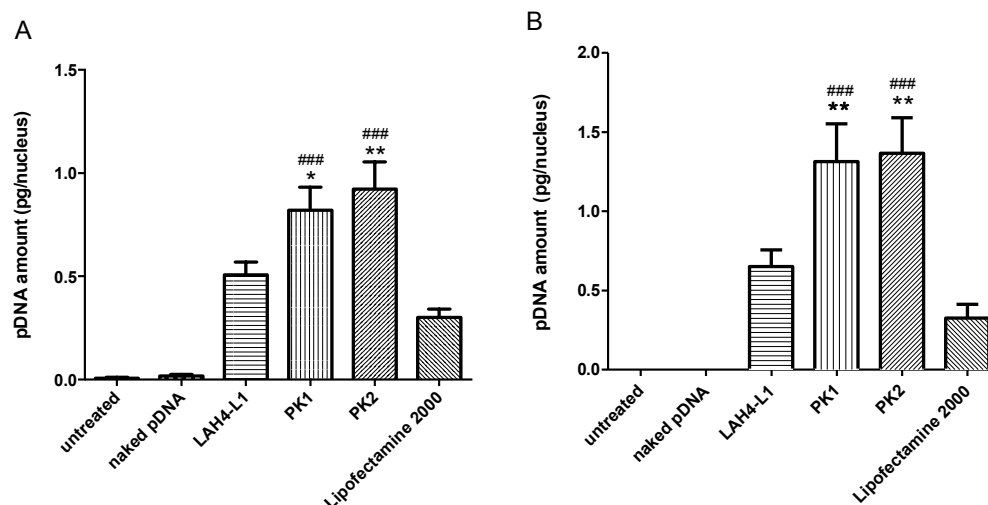 A
pDNA amount (pg/nucleus)
1.5
1.0
0.5
0.0
###
*
###
**
untreated
naked pDNA
LAH4-L1
PK1
PK2
Lipofectamine 2000
B
pDNA amount (pg/nucleus)
2.0
1.5
1.0
0.5
0.0
###
**
###
**
untreated
naked pDNA
LAH4-L1
PK1
PK2
Lipofectamine 2000